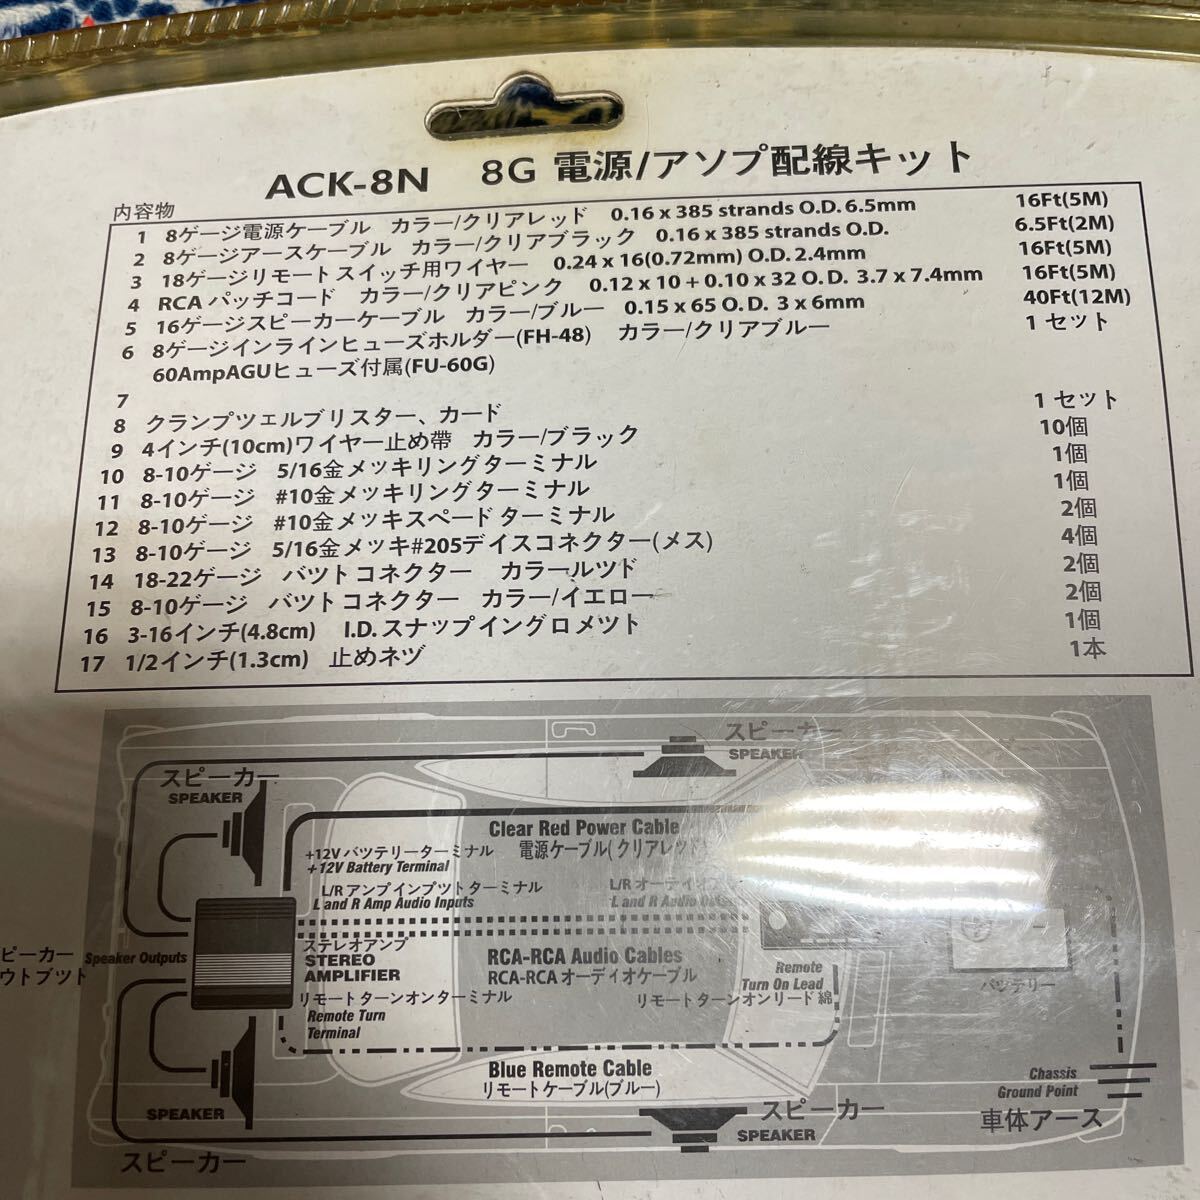 ACK-8N 8G 電源/アソプ配線キット
内容物
1 8ゲージ電源ケーブル カラー/クリアレッド 0.16 x 385 strands O.D. 6.5mm 16Ft(5M)
2 8ゲージアースケーブル カラー/クリアブラック 0.16 x 385 strands O.D. 6.5Ft(2M)
3 18ゲージリモートスイッチ用ワイヤー 0.24 x 16(0.72mm) O.D. 2.4mm 16Ft(5M)
4 RCA パッチコード カラー/クリアピンク 0.12 x 10 + 0.10 x 32 O.D. 3.7 x 7.4mm 16Ft(5M)
5 16ゲージスピーカーケーブル カラー/ブルー 0.15 x 65 O.D. 3 x 6mm 40Ft(12M)
6 8ゲージインラインヒューズホルダー(FH-48) カラー/クリアブルー 1 セット
60AmpAGUヒューズ付属(FU-60G)
7
8 クランプツェルブリスター、カード 1 セット
9 4インチ(10cm)ワイヤー止め帯 カラー/ブラック 10個
10 8-10ゲージ 5/16金メッキリングターミナル 1個
11 8-10ゲージ #10金メッキリングターミナル 1個
12 8-10ゲージ #10金メッキスペードターミナル 2個
13 8-10ゲージ 5/16金メッキ#205デイスコネクター(メス) 4個
14 18-22ゲージ バツトコネクター カラールツド 2個
15 8-10ゲージ バツトコネクター カラー/イエロー 2個
16 3-16インチ(4.8cm) I.D.スナップイングロメツト 1個
17 1/2インチ(1.3cm) 止めネヅ 1本
スピーカー
SPEAKER
スピーカー
SPEAKER
Clear Red Power Cable
電源ケーブル(クリアレッド)
+12V バツテリーターミナル
+12V Battery Terminal
L/R アンプインプツトターミナル
L and R Amp Audio Inputs
L/R オーテイオ
L and R Audio
ピーカー
ウトプツト
Speaker Outputs
ステレオアンプ
STEREO
AMPLIFIER
RCA-RCA Audio Cables
RCA-RCA オーディオケーブル
Remote
Turn On Lead
バッテリー
リモートターンオンターミナル
Remote Turn
Terminal
リモートターンオンリード綿
Blue Remote Cable
リモートケーブル(ブルー)
Chassis
Ground Point
車体アース
SPEAKER
スピーカー
スピーカー
SPEAKER